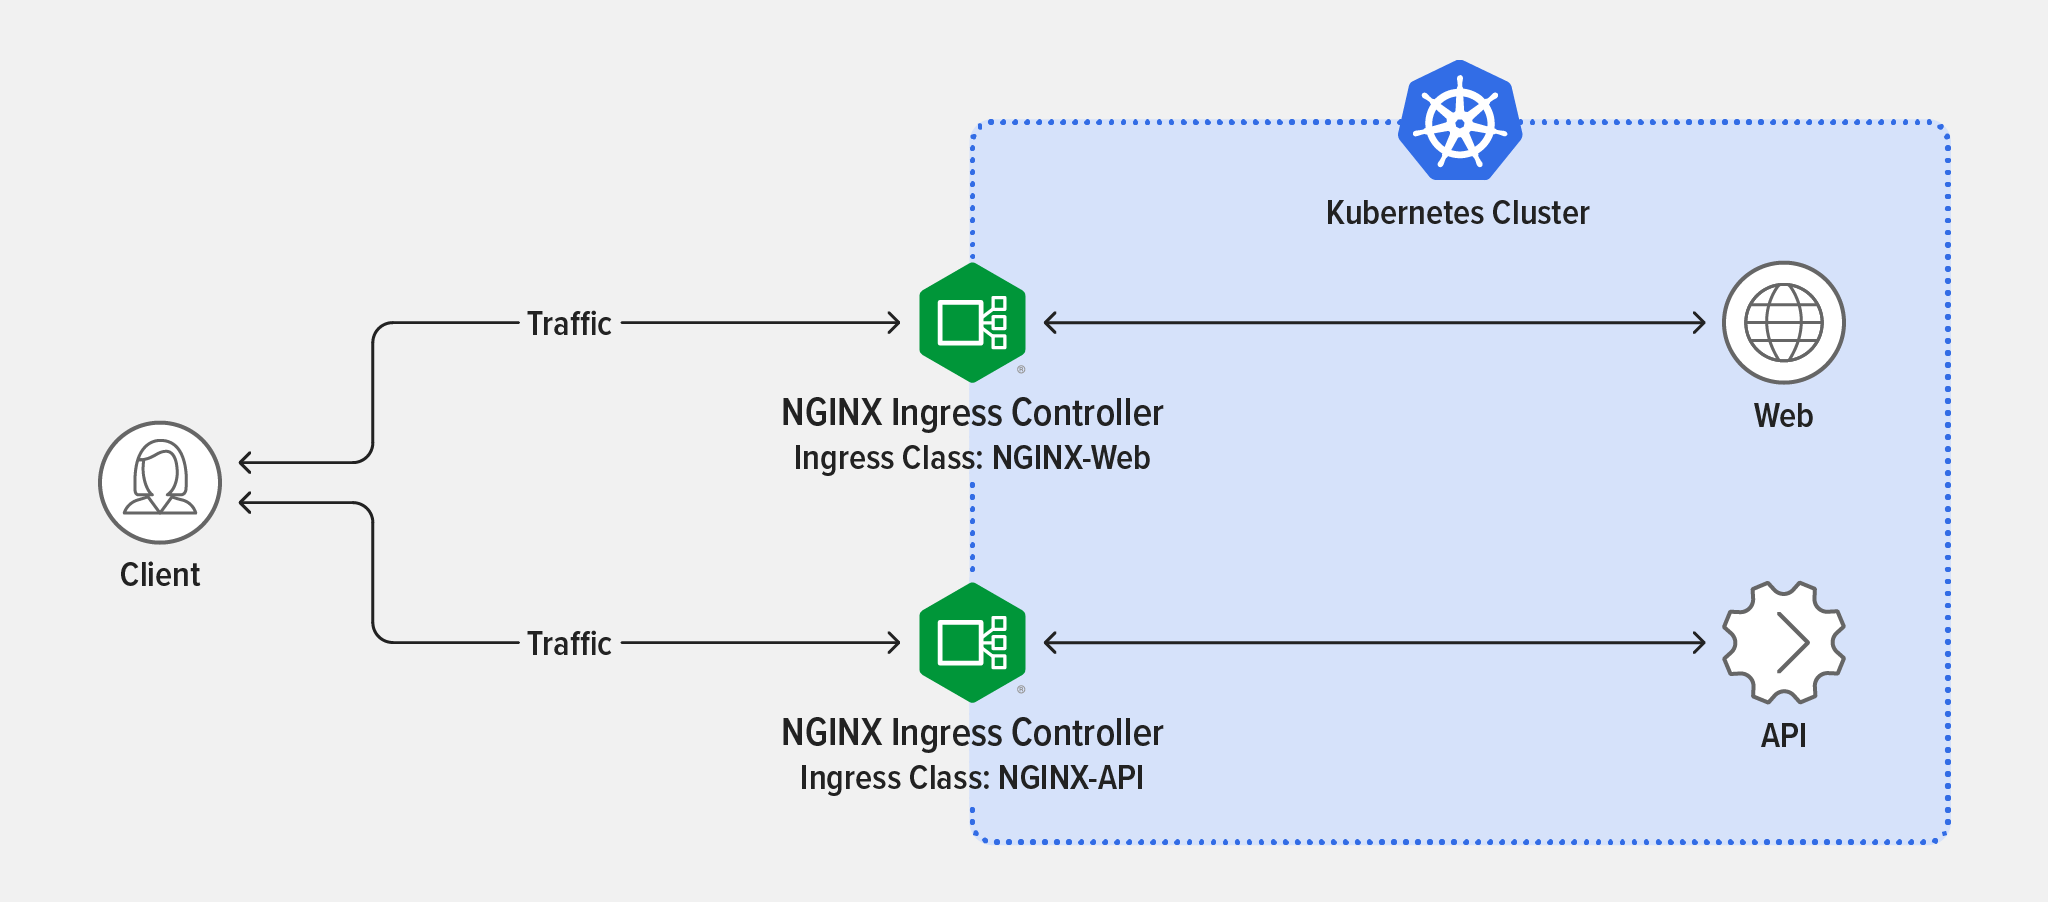 Kubernetes Cluster
Traffic
NGINX Ingress Controller
Ingress Class: NGINX-Web
Web
Client
Traffic
NGINX Ingress Controller
Ingress Class: NGINX-API
API
®
®